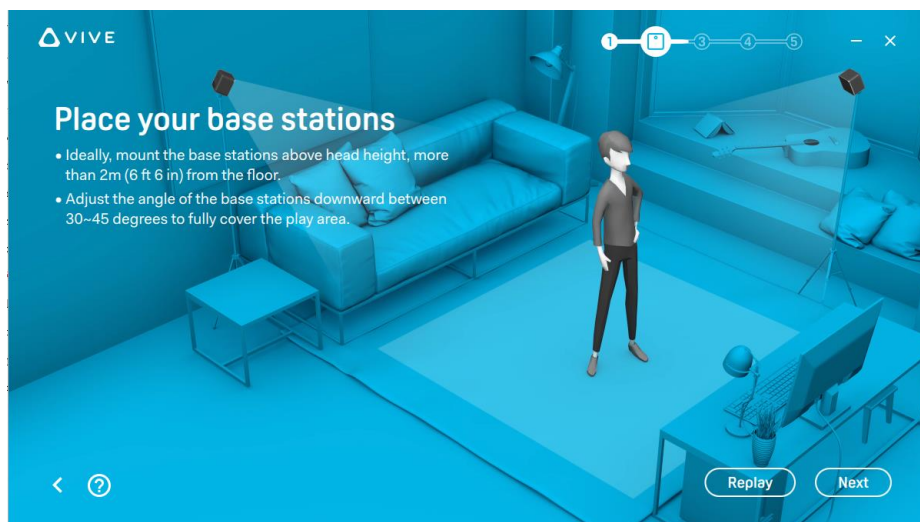 VIVE
1 3 4 5
Place your base stations
• Ideally, mount the base stations above head height, more
than 2m (6 ft 6 in) from the floor.
• Adjust the angle of the base stations downward between
30~45 degrees to fully cover the play area.
?
Replay
Next